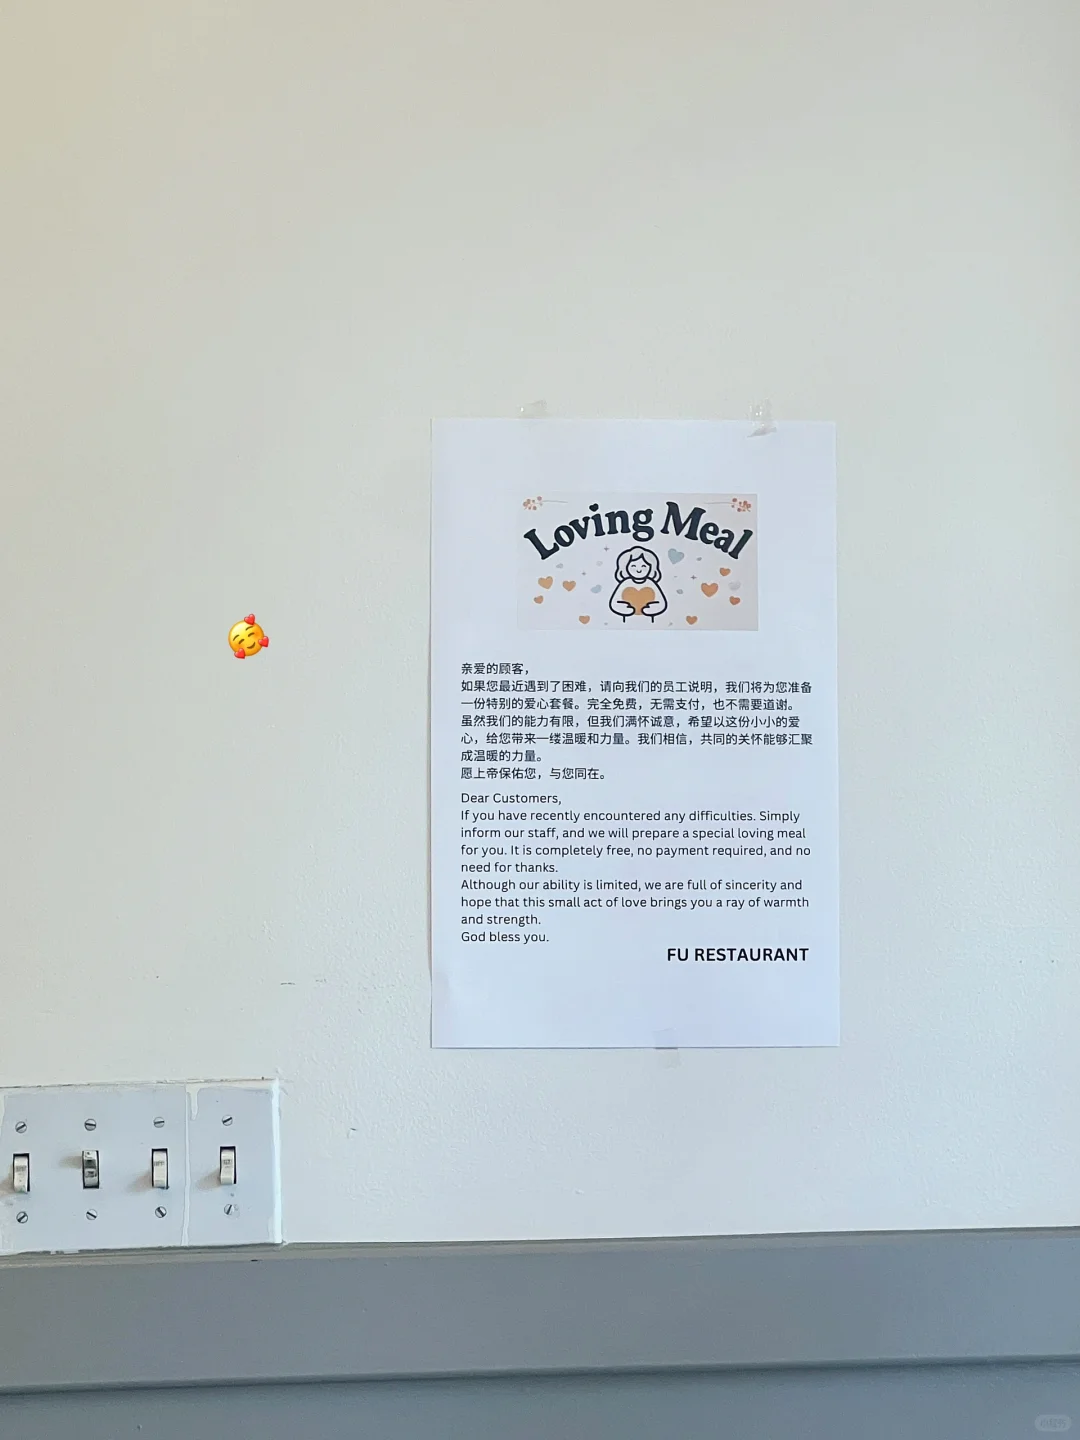 Loving Meal
亲爱的顾客，
如果您最近遇到了困难，请向我们的员工说明，我们将为您准备
一份特别的爱心套餐。完全免费，无需支付，也不需要道谢。
虽然我们的能力有限，但我们满怀诚意，希望以这份小小的爱
心，给您带来一缕温暖和力量。我们相信，共同的关怀能够汇聚
成温暖的力量。
愿上帝保佑您，与您同在。
Dear Customers,
If you have recently encountered any difficulties. Simply
inform our staff, and we will prepare a special loving meal
for you. It is completely free, no payment required, and no
need for thanks.
Although our ability is limited, we are full of sincerity and
hope that this small act of love brings you a ray of warmth
and strength.
God bless you.
FU RESTAURANT